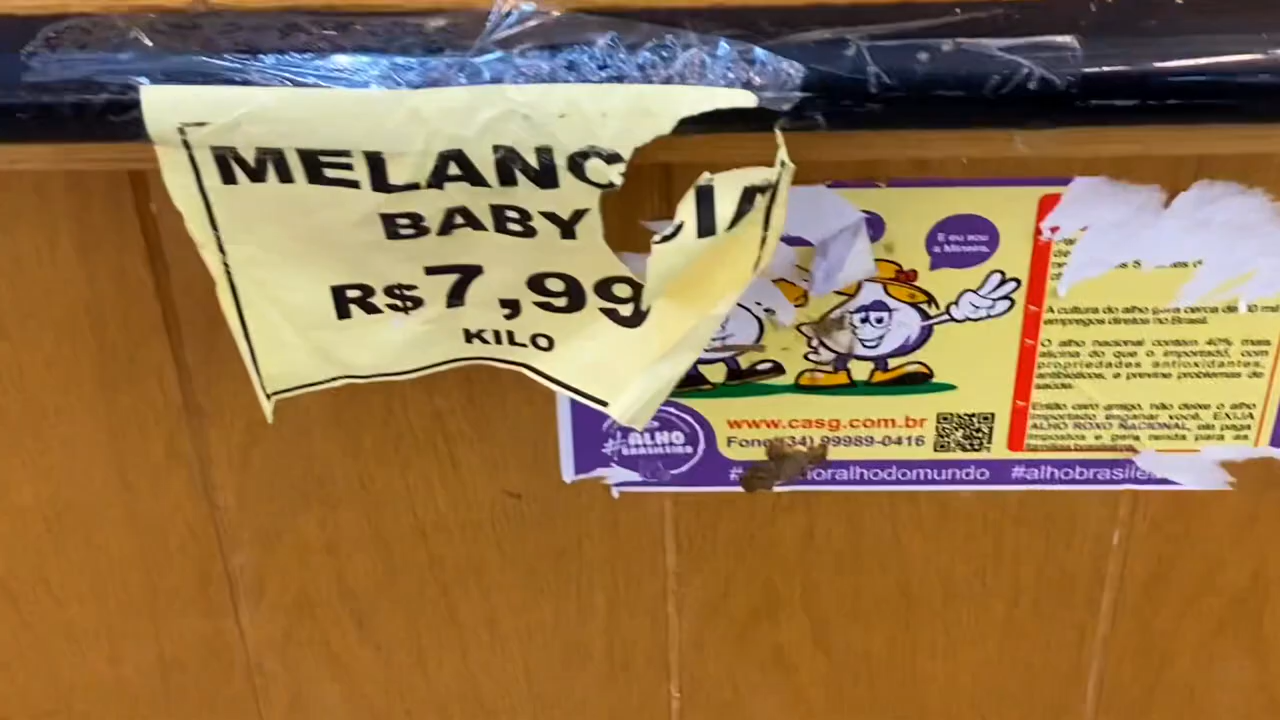 MELANC IA
BABY
R$7,99
KILO
E eu sou
a Mineira.
A cultura do alho gera cerca de
empregos diretos no Brasil.
O alho nacional contém 40% mais
alicina do que o importado, com
propriedades antioxidantes,
antibióticos, e previne problemas de
saúde.
Então caro amigo, não deixe o alho
importado enganar você, EXIJA
ALHO ROXO NACIONAL, ele paga
impostos e gera renda para as
famílias brasileiras.
www.casg.com.br
Fone (34) 99989-0416
#ALHO
BRASILEIRO
oralhodomundo #alhobrasile